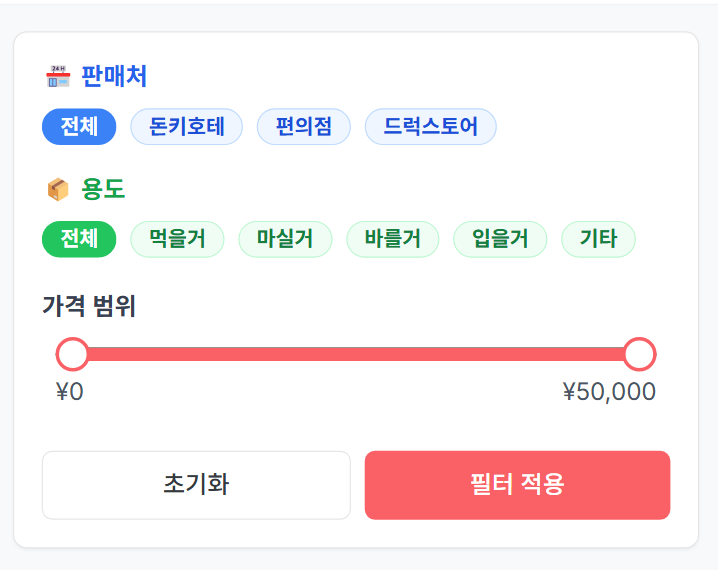 판매처
전체 돈키호테 편의점 드럭스토어
용도
전체 먹을거 마실거 바를거 입을거 기타
가격 범위
¥0 ¥50,000
초기화 필터 적용